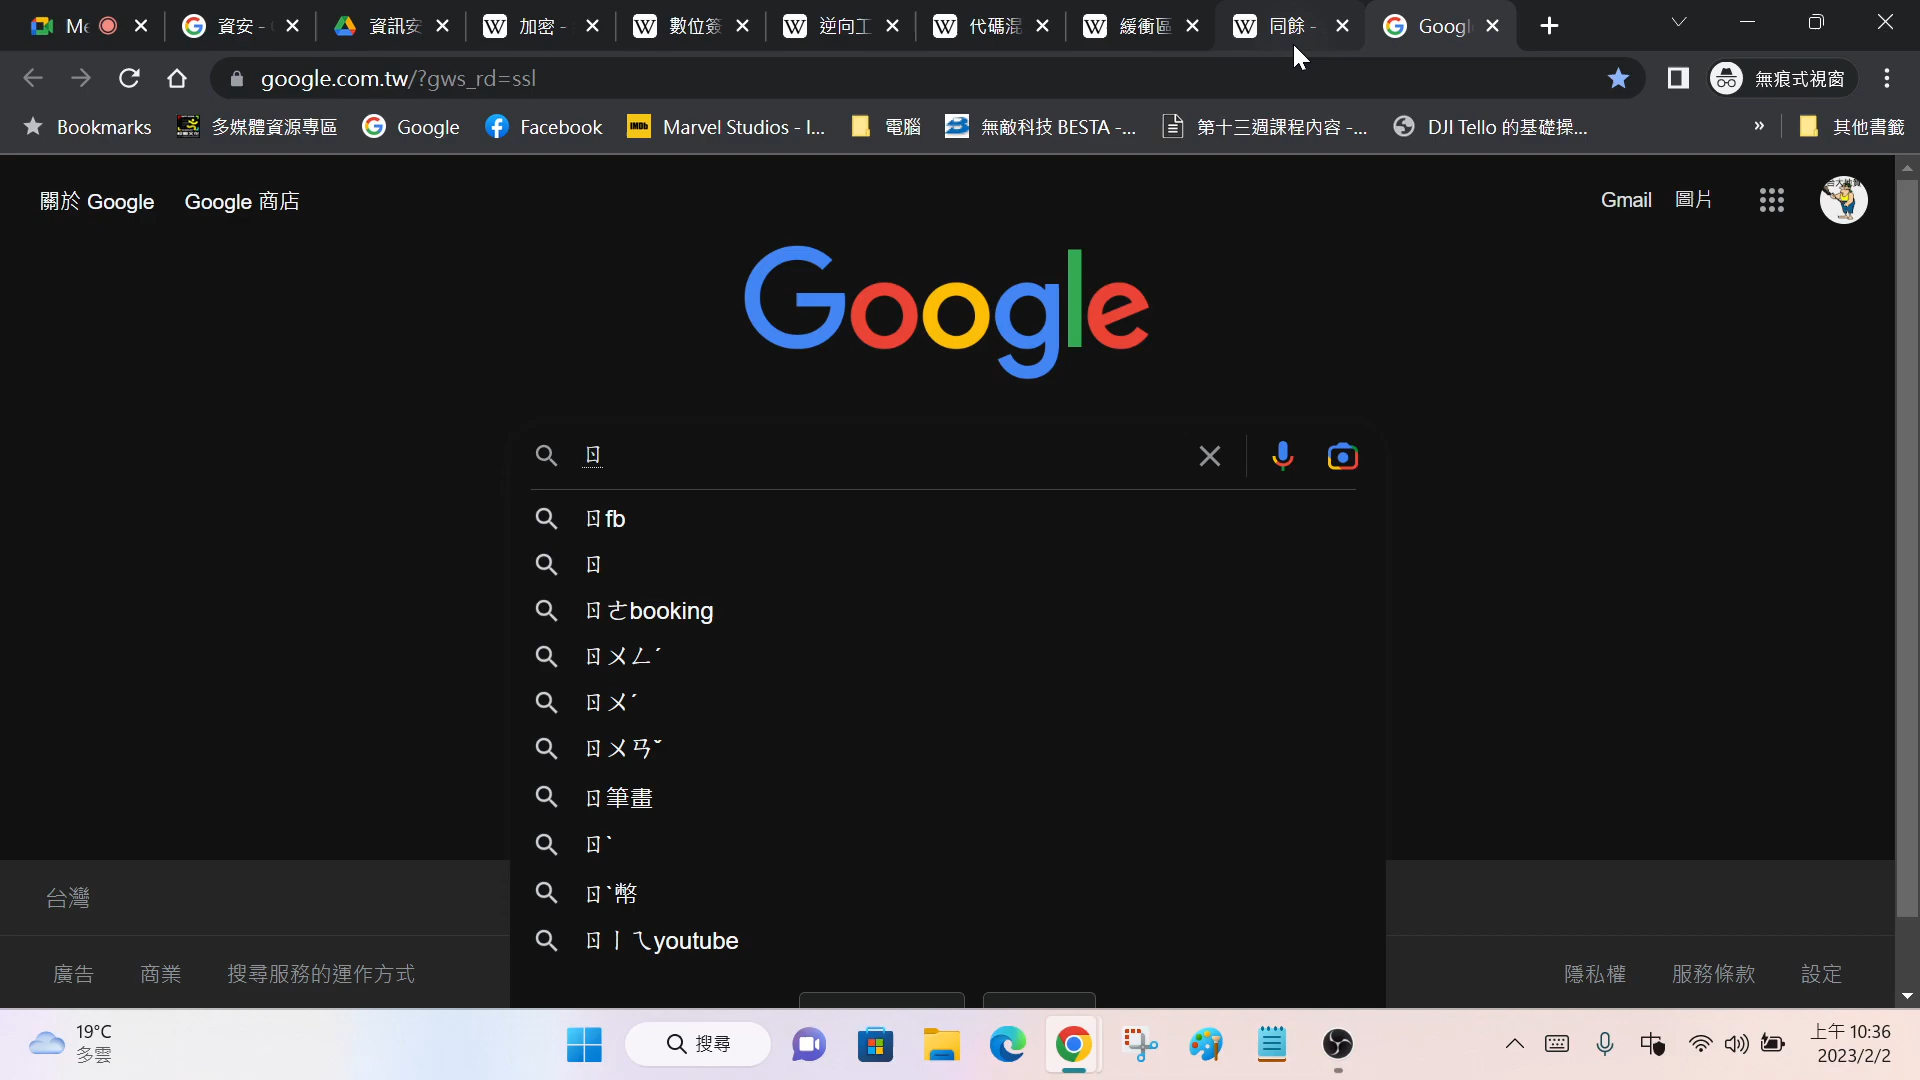 Me
資安 -
資訊安
加密 -
數位簽
逆向工
代碼混
緩衝區
同餘 -
Googl
google.com.tw/?gws_rd=ssl
無痕式視窗
Bookmarks
多媒體資源專區
Google
Facebook
IMDb
Marvel Studios - I...
電腦
無敵科技 BESTA -...
第十三週課程內容 -...
DJI Tello 的基礎操...
»
其他書籤
關於 Google
Google 商店
Gmail
圖片
Google
ㄖ
ㄖfb
ㄖ
ㄖㄜbooking
ㄖㄨㄥˊ
ㄖㄨˊ
ㄖㄨㄢˇ
ㄖ筆畫
ㄖˋ
ㄖˋ幣
ㄖㄧㄟyoutube
台灣
廣告
商業
搜尋服務的運作方式
隱私權
服務條款
設定
19°C
多雲
搜尋
中
上午 10:36
2023/2/2